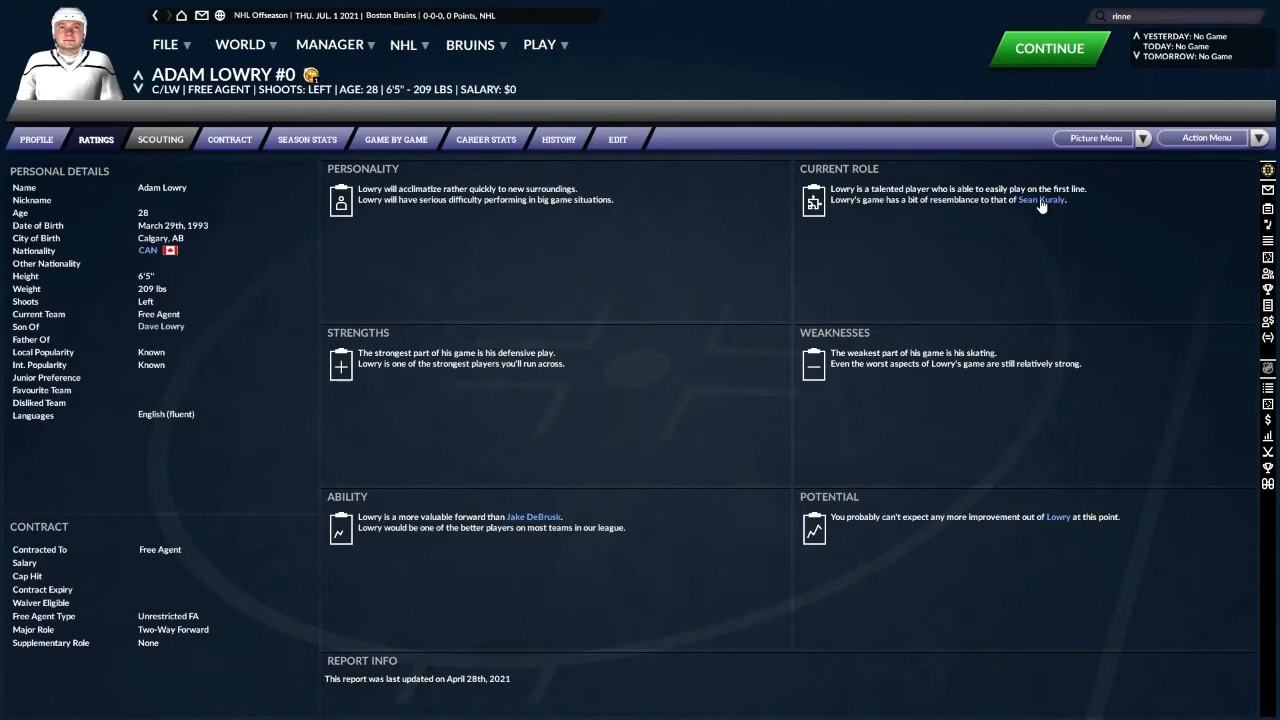 NHL Offseason | THU. JUL. 1 2021 | Boston Bruins | 0-0-0, 0 Points, NHL
rinne
FILE WORLD MANAGER NHL BRUINS PLAY
CONTINUE
YESTERDAY: No Game
TODAY: No Game
TOMORROW: No Game
ADAM LOWRY #0
C/LW | FREE AGENT | SHOOTS: LEFT | AGE: 28 | 6'5" - 209 LBS | SALARY: $0
PROFILE RATINGS SCOUTING CONTRACT SEASON STATS GAME BY GAME CAREER STATS HISTORY EDIT
Picture Menu Action Menu
PERSONAL DETAILS
Name Adam Lowry
Nickname
Age 28
Date of Birth March 29th, 1993
City of Birth Calgary, AB
Nationality CAN
Other Nationality
Height 6'5"
Weight 209 lbs
Shoots Left
Current Team Free Agent
Son Of Dave Lowry
Father Of
Local Popularity Known
Int. Popularity Known
Junior Preference
Favourite Team
Disliked Team
Languages English (fluent)
CONTRACT
Contracted To Free Agent
Salary
Cap Hit
Contract Expiry
Waiver Eligible
Free Agent Type Unrestricted FA
Major Role Two-Way Forward
Supplementary Role None
PERSONALITY
Lowry will acclimatize rather quickly to new surroundings.
Lowry will have serious difficulty performing in big game situations.
CURRENT ROLE
Lowry is a talented player who is able to easily play on the first line.
Lowry's game has a bit of resemblance to that of Sean Kuraly.
STRENGTHS
The strongest part of his game is his defensive play.
Lowry is one of the strongest players you'll run across.
WEAKNESSES
The weakest part of his game is his skating.
Even the worst aspects of Lowry's game are still relatively strong.
ABILITY
Lowry is a more valuable forward than Jake DeBrusk.
Lowry would be one of the better players on most teams in our league.
POTENTIAL
You probably can't expect any more improvement out of Lowry at this point.
REPORT INFO
This report was last updated on April 28th, 2021